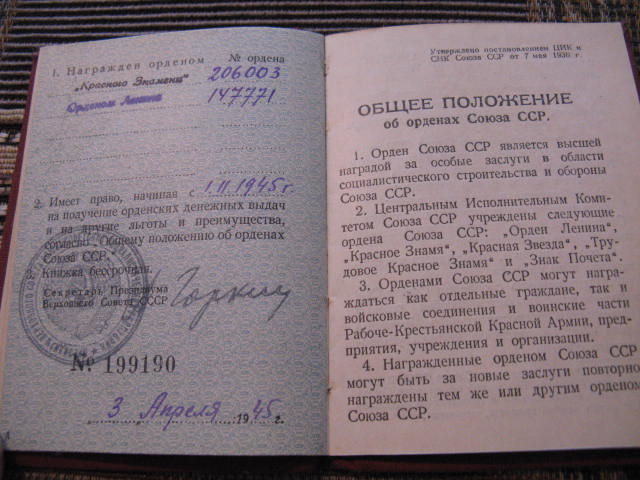 1. Награжден орденом № ордена
„Красного Знамени" 206003
Орденом Ленина 147771
2. Имеет право, начиная с 1.II 1945 г.
на получение орденских денежных выдач
и на другие льготы и преимущества,
согласно „Общему положению об орденах
Союза ССР".
Книжка бессрочная.
Секретарь Президиума
Верховного Совета СССР Горкин
№ 199190
3 Апреля 1945 г.
Утверждено постановлением ЦИК и
СНК Союза ССР от 7 мая 1936 г.
ОБЩЕЕ ПОЛОЖЕНИЕ
об орденах Союза ССР.
1. Орден Союза ССР является высшей
наградой за особые заслуги в области
социалистического строительства и обороны
Союза ССР.
2. Центральным Исполнительным Коми-
тетом Союза ССР учреждены следующие
ордена Союза ССР: „Орден Ленина",
„Красное Знамя", „Красная Звезда", „Тру-
довое Красное Знамя" и „Знак Почета".
3. Орденами Союза ССР могут награ-
ждаться как отдельные граждане, так и
войсковые соединения и воинские части
Рабоче-Крестьянской Красной Армии, пред-
приятия, учреждения и организации.
4. Награжденные орденом Союза ССР
могут быть за новые заслуги повторно
награждены тем же или другим орденом
Союза ССР.